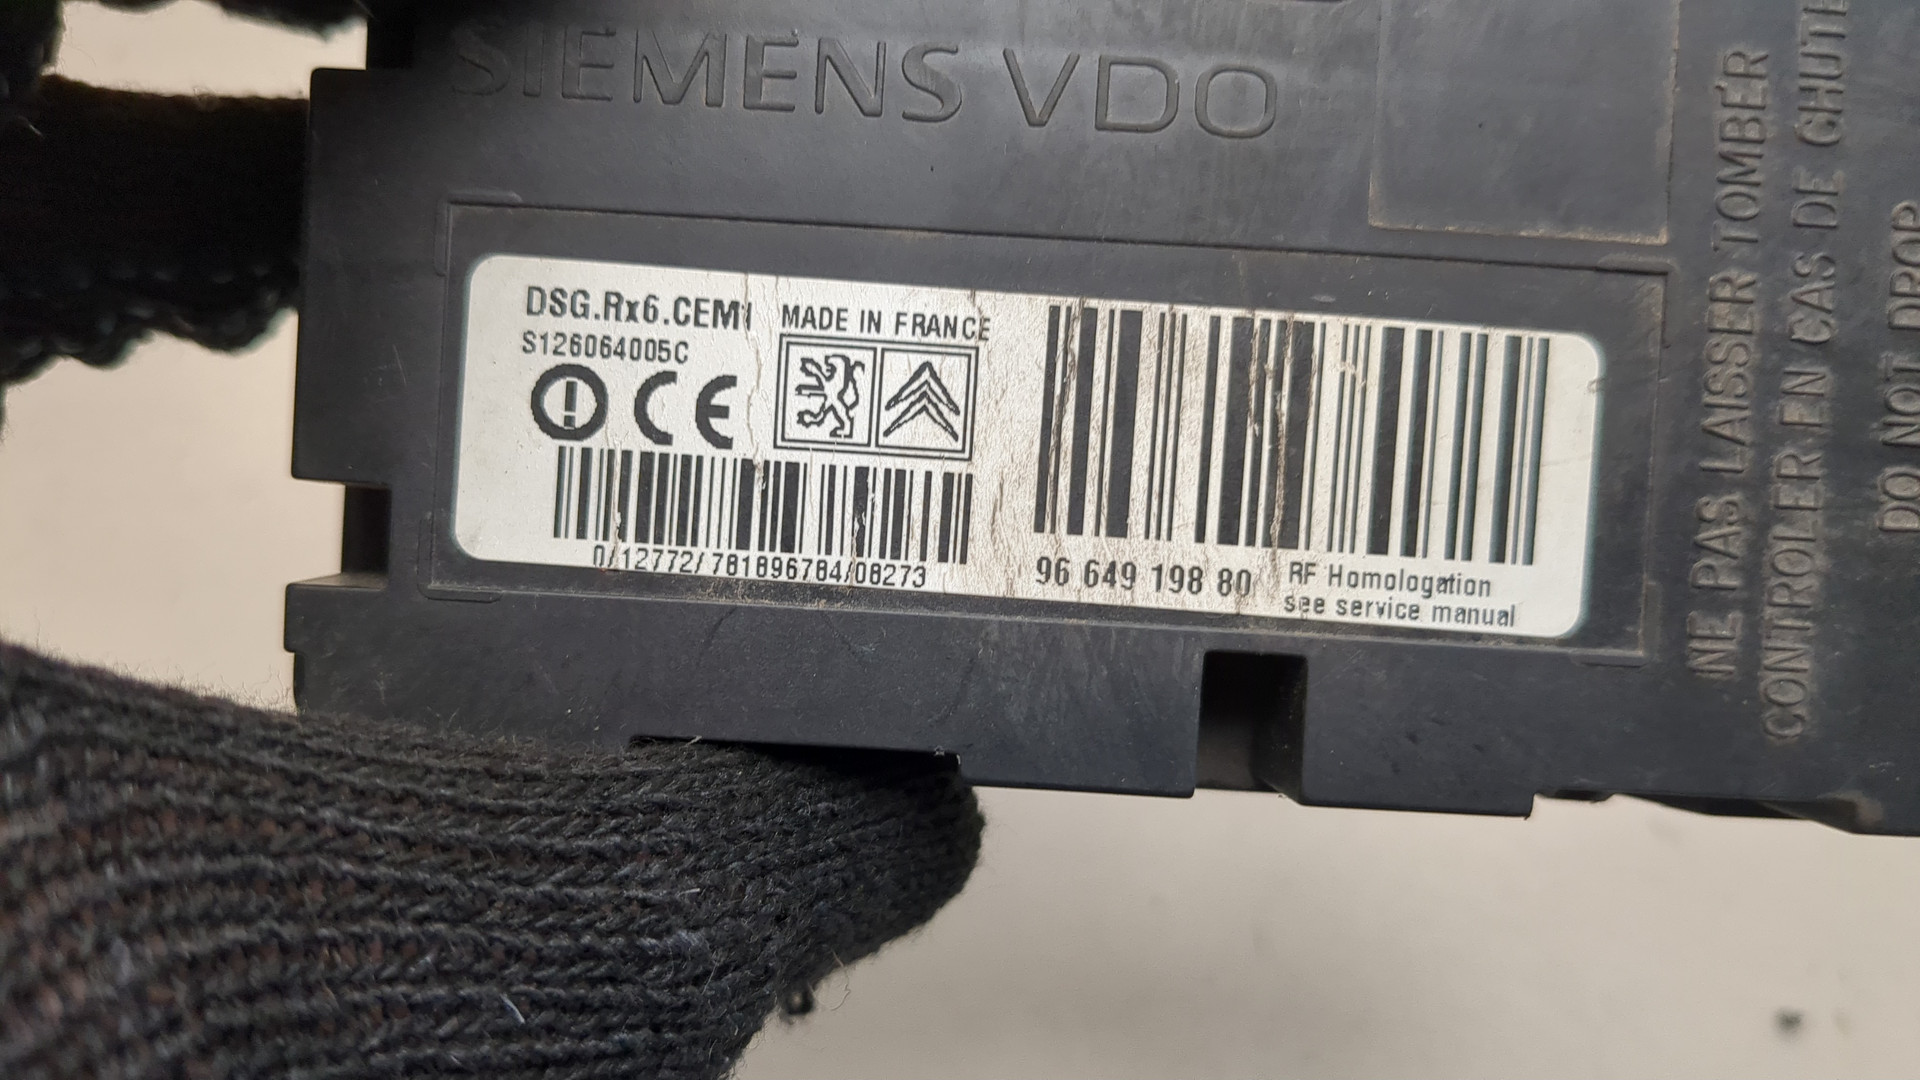 SIEMENS VDO
DSG.Rx6.CEM1
MADE IN FRANCE
S126064005C
CE
0/12772/781896784/08273
96 649 198 80
RF Homologation
see service manual
NE PAS LAISSER TOMBER
CONTROLER EN CAS DE CHUTE
DO NOT DROP